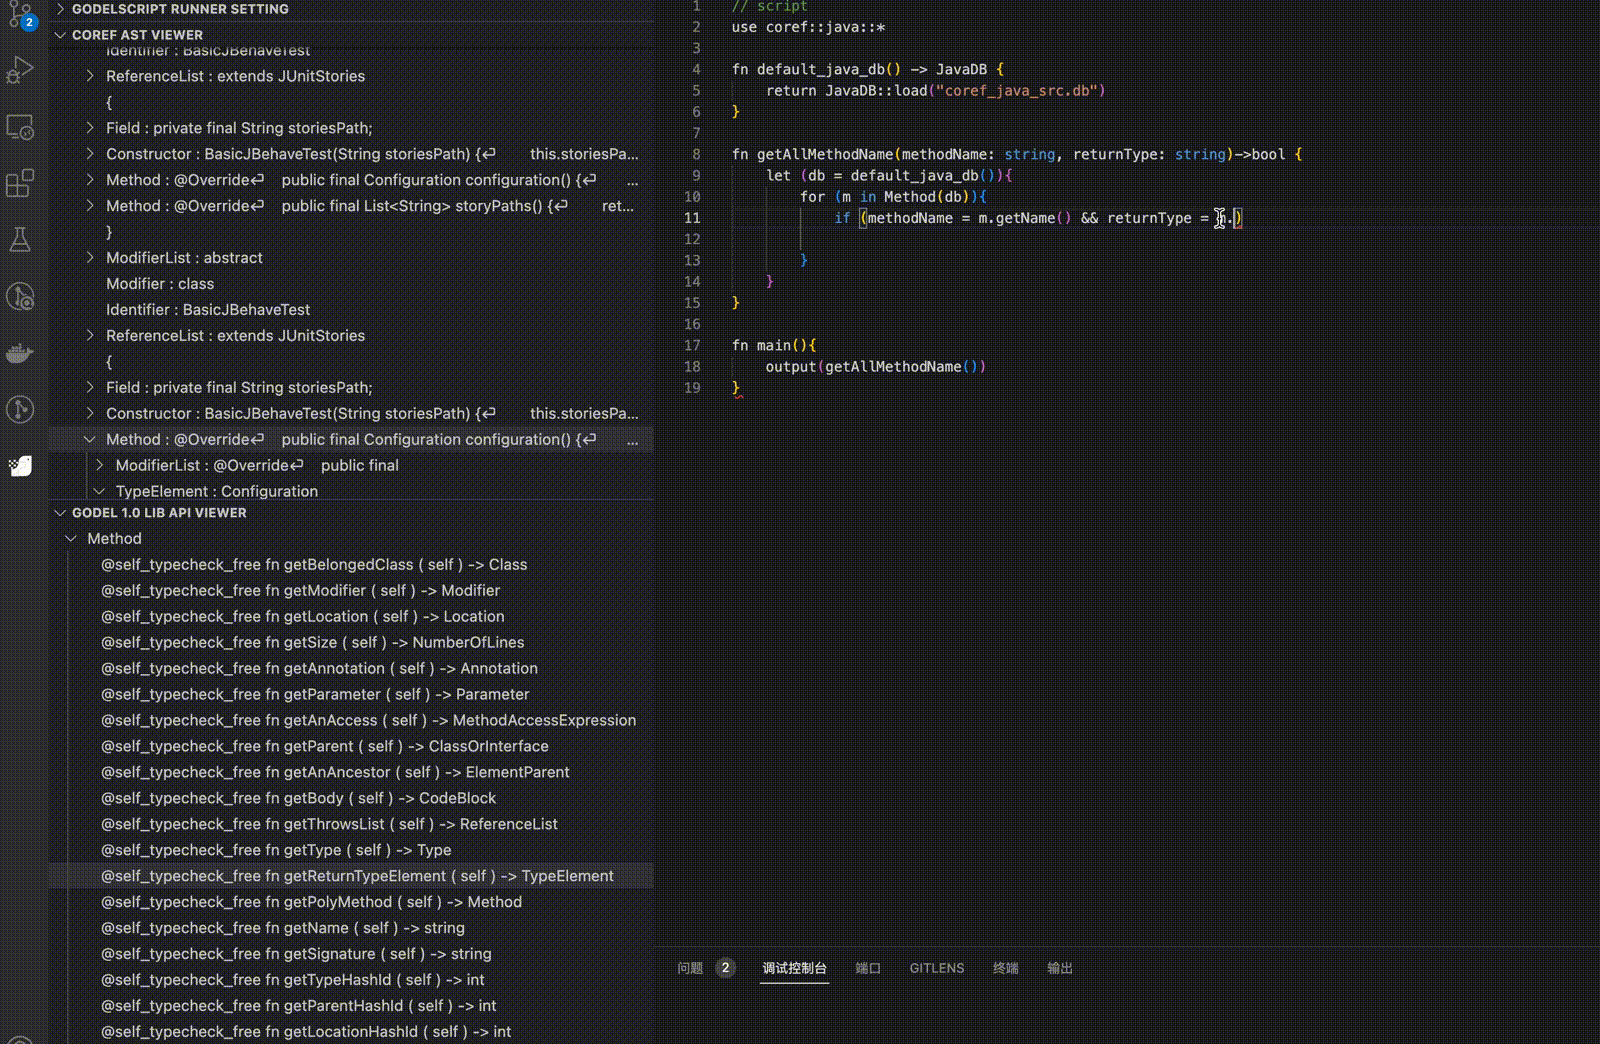 2
GODELSCRIPT RUNNER SETTING
COREF AST VIEWER
Identifier : BasicJBehaveTest
ReferenceList : extends JUnitStories
{
Field : private final String storiesPath;
Constructor : BasicJBehaveTest(String storiesPath) {↵ this.storiesPa...
Method : @Override↵ public final Configuration configuration() {↵ ...
Method : @Override↵ public final List<String> storyPaths() {↵ ret...
}
ModifierList : abstract
Modifier : class
Identifier : BasicJBehaveTest
ReferenceList : extends JUnitStories
{
Field : private final String storiesPath;
Constructor : BasicJBehaveTest(String storiesPath) {↵ this.storiesPa...
Method : @Override↵ public final Configuration configuration() {↵ ...
ModifierList : @Override↵ public final
TypeElement : Configuration
GODEL 1.0 LIB API VIEWER
Method
@self_typecheck_free fn getBelongedClass ( self ) -> Class
@self_typecheck_free fn getModifier ( self ) -> Modifier
@self_typecheck_free fn getLocation ( self ) -> Location
@self_typecheck_free fn getSize ( self ) -> NumberOfLines
@self_typecheck_free fn getAnnotation ( self ) -> Annotation
@self_typecheck_free fn getParameter ( self ) -> Parameter
@self_typecheck_free fn getAnAccess ( self ) -> MethodAccessExpression
@self_typecheck_free fn getParent ( self ) -> ClassOrInterface
@self_typecheck_free fn getAnAncestor ( self ) -> ElementParent
@self_typecheck_free fn getBody ( self ) -> CodeBlock
@self_typecheck_free fn getThrowsList ( self ) -> ReferenceList
@self_typecheck_free fn getType ( self ) -> Type
@self_typecheck_free fn getReturnTypeElement ( self ) -> TypeElement
@self_typecheck_free fn getPolyMethod ( self ) -> Method
@self_typecheck_free fn getName ( self ) -> string
@self_typecheck_free fn getSignature ( self ) -> string
@self_typecheck_free fn getTypeHashId ( self ) -> int
@self_typecheck_free fn getParentHashId ( self ) -> int
@self_typecheck_free fn getLocationHashId ( self ) -> int
1 // script
2 use coref::java::*
3
4 fn default_java_db() -> JavaDB {
5 return JavaDB::load("coref_java_src.db")
6 }
7
8 fn getAllMethodName(methodName: string, returnType: string)->bool {
9 let (db = default_java_db()){
10 for (m in Method(db)){
11 if (methodName = m.getName() && returnType = m.)
12
13 }
14 }
15 }
16
17 fn main(){
18 output(getAllMethodName())
19 }
问题 2 调试控制台 端口 GITLENS 终端 输出